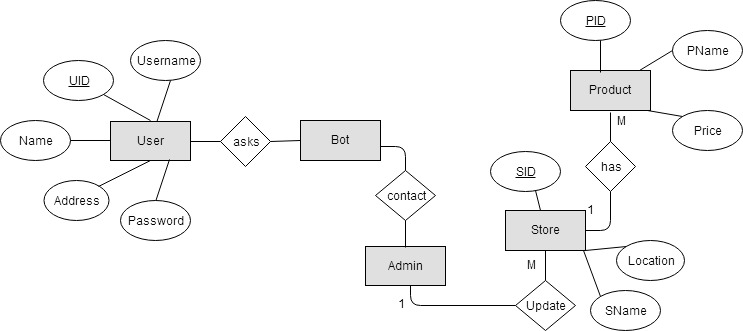 PID
PName
Username
UID
Product
M
Price
Name
User
asks
Bot
has
SID
Address
Password
contact
1
Store
M
Location
Admin
1
Update
SName